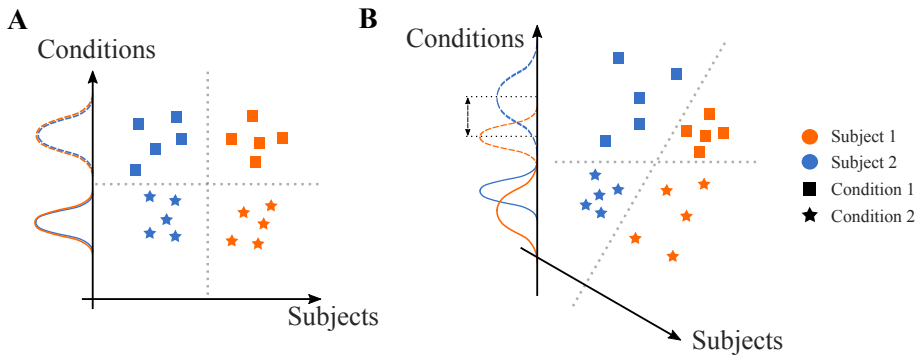 A
Conditions
Subjects
B
Conditions
Subjects
Subject 1
Subject 2
Condition 1
Condition 2